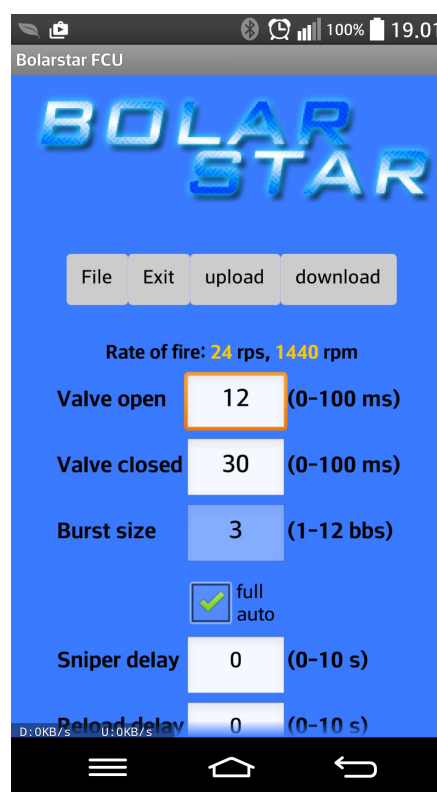 100% 19.01
Bolarstar FCU
BOLAR
STAR
File Exit upload download
Rate of fire: 24 rps, 1440 rpm
Valve open 12 (0-100 ms)
Valve closed 30 (0-100 ms)
Burst size 3 (1-12 bbs)
full
auto
Sniper delay 0 (0-10 s)
Reload delay 0 (0-10 s)
D:0KB/s U:0KB/s